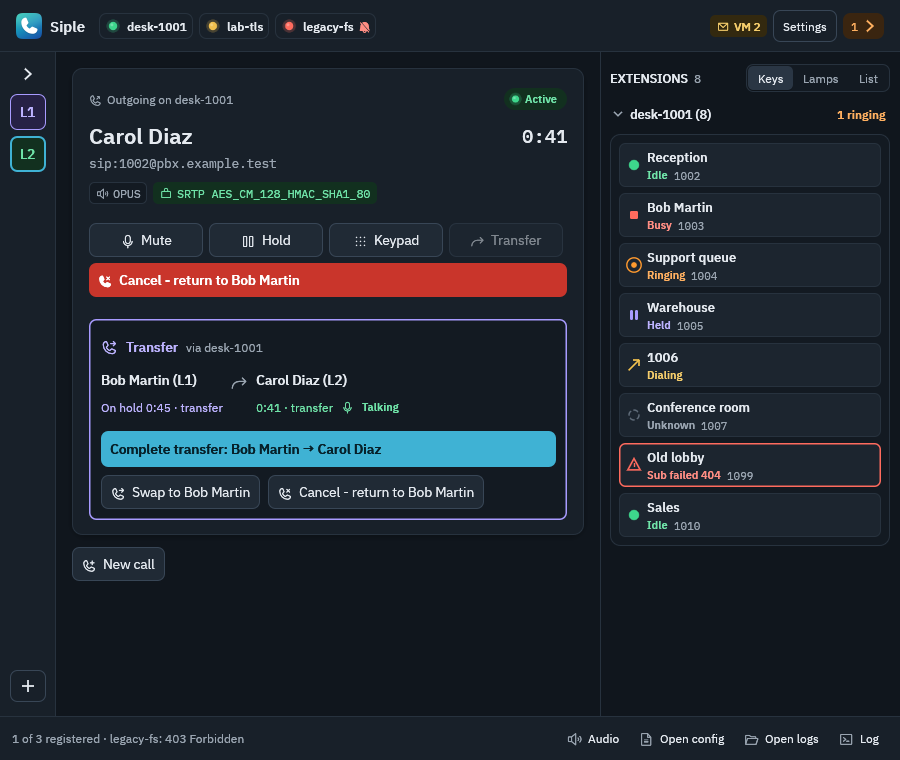 Siple
desk-1001
lab-tls
legacy-fs
VM 2
Settings
1
L1
L2
Outgoing on desk-1001
Active
Carol Diaz
0:41
sip:1002@pbx.example.test
OPUS
SRTP AES_CM_128_HMAC_SHA1_80
Mute
Hold
Keypad
Transfer
Cancel - return to Bob Martin
Transfer via desk-1001
Bob Martin (L1)
Carol Diaz (L2)
On hold 0:45 · transfer
0:41 · transfer
Talking
Complete transfer: Bob Martin → Carol Diaz
Swap to Bob Martin
Cancel - return to Bob Martin
New call
EXTENSIONS 8
Keys
Lamps
List
desk-1001 (8)
1 ringing
Reception
Idle 1002
Bob Martin
Busy 1003
Support queue
Ringing 1004
Warehouse
Held 1005
1006
Dialing
Conference room
Unknown 1007
Old lobby
Sub failed 404 1099
Sales
Idle 1010
1 of 3 registered · legacy-fs: 403 Forbidden
Audio
Open config
Open logs
Log